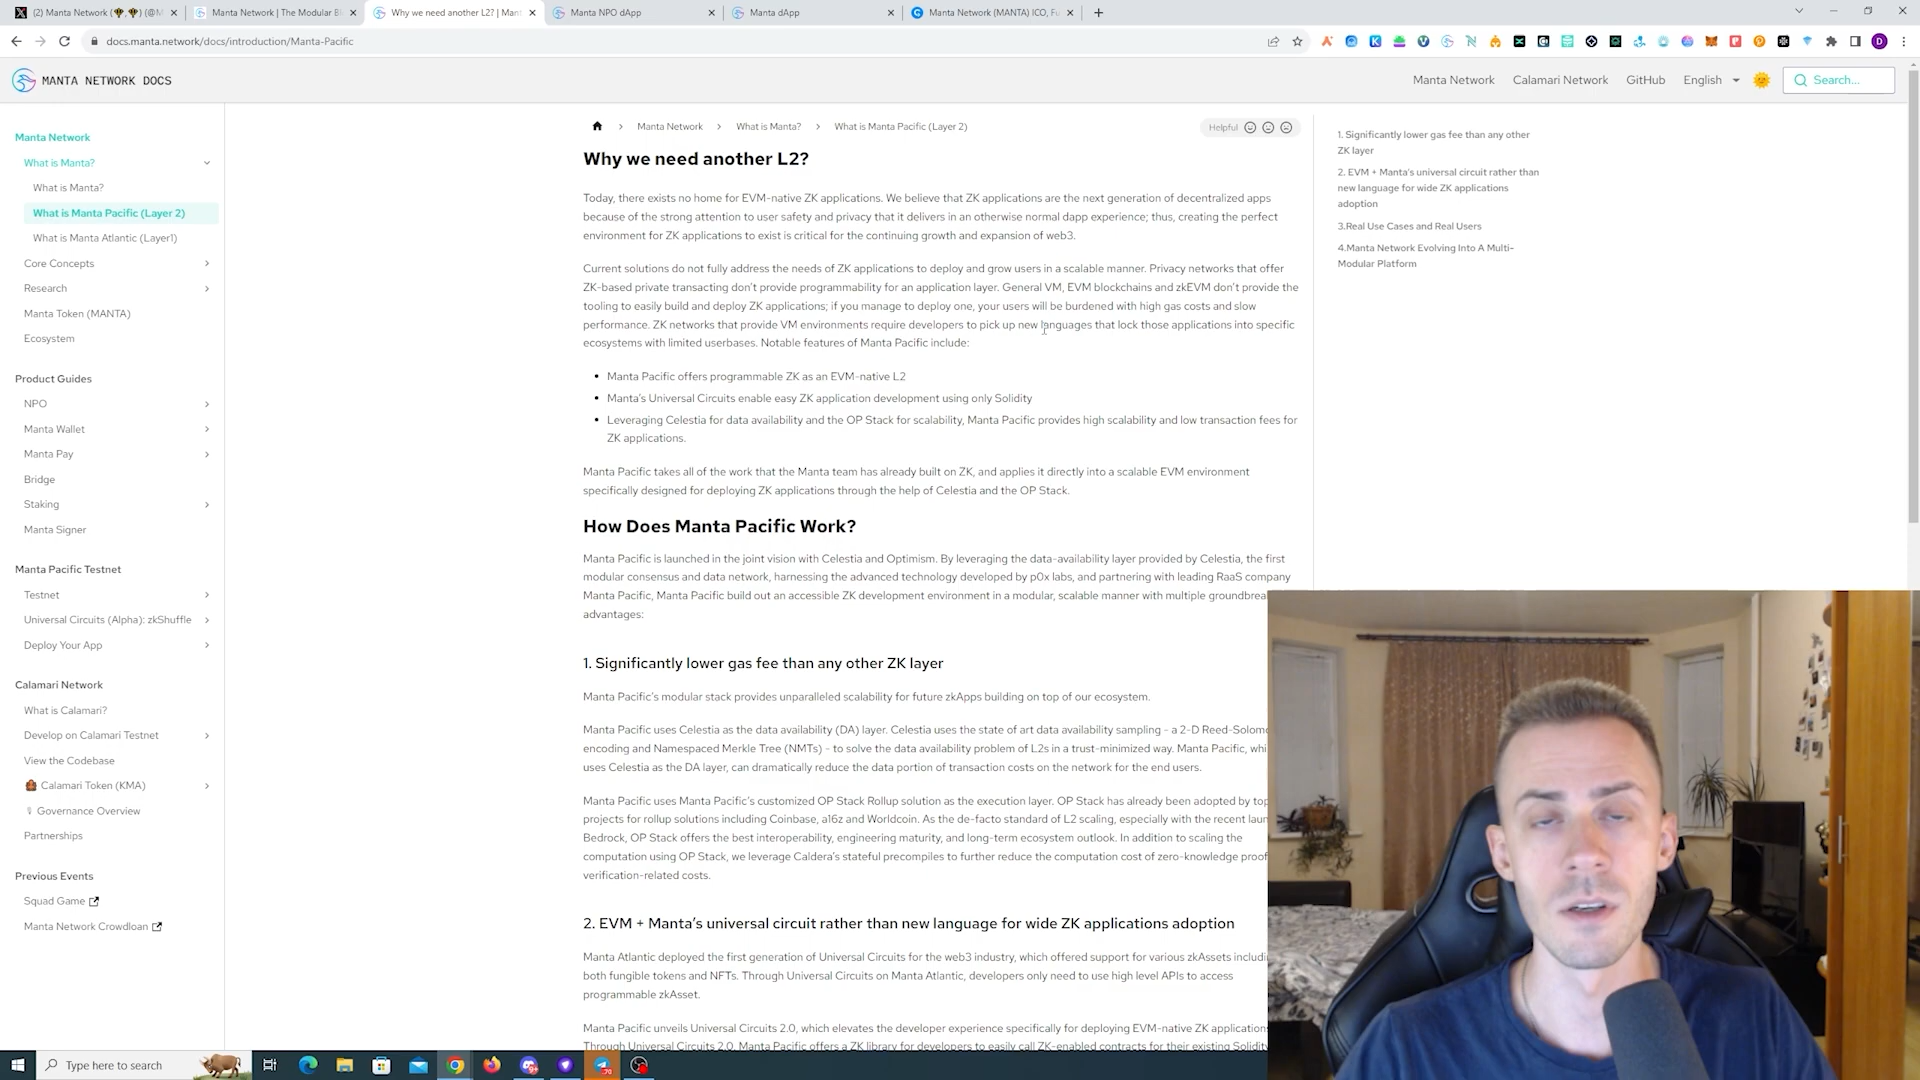 (2) Manta Network
Manta Network | The Modular Bl
Why we need another L2? | Mant
Manta NPO dApp
Manta dApp
Manta Network (MANTA) ICO, Fu
docs.manta.network/docs/introduction/Manta-Pacific
MANTA NETWORK DOCS
Manta Network
Calamari Network
GitHub
English
Search...
Manta Network
What is Manta?
What is Manta?
What is Manta Pacific (Layer 2)
What is Manta Atlantic (Layer1)
Core Concepts
Research
Manta Token (MANTA)
Ecosystem
Product Guides
NPO
Manta Wallet
Manta Pay
Bridge
Staking
Manta Signer
Manta Pacific Testnet
Testnet
Universal Circuits (Alpha): zkShuffle
Deploy Your App
Calamari Network
What is Calamari?
Develop on Calamari Testnet
View the Codebase
Calamari Token (KMA)
Governance Overview
Partnerships
Previous Events
Squad Game
Manta Network Crowdloan
Manta Network > What is Manta? > What is Manta Pacific (Layer 2)
Helpful
Why we need another L2?
Today, there exists no home for EVM-native ZK applications. We believe that ZK applications are the next generation of decentralized apps
because of the strong attention to user safety and privacy that it delivers in an otherwise normal dapp experience; thus, creating the perfect
environment for ZK applications to exist is critical for the continuing growth and expansion of web3.
Current solutions do not fully address the needs of ZK applications to deploy and grow users in a scalable manner. Privacy networks that offer
ZK-based private transacting don't provide programmability for an application layer. General VM, EVM blockchains and zkEVM don't provide the
tooling to easily build and deploy ZK applications; if you manage to deploy one, your users will be burdened with high gas costs and slow
performance. ZK networks that provide VM environments require developers to pick up new languages that lock those applications into specific
ecosystems with limited userbases. Notable features of Manta Pacific include:
• Manta Pacific offers programmable ZK as an EVM-native L2
• Manta's Universal Circuits enable easy ZK application development using only Solidity
• Leveraging Celestia for data availability and the OP Stack for scalability, Manta Pacific provides high scalability and low transaction fees for
ZK applications.
Manta Pacific takes all of the work that the Manta team has already built on ZK, and applies it directly into a scalable EVM environment
specifically designed for deploying ZK applications through the help of Celestia and the OP Stack.
How Does Manta Pacific Work?
Manta Pacific is launched in the joint vision with Celestia and Optimism. By leveraging the data-availability layer provided by Celestia, the first
modular consensus and data network, harnessing the advanced technology developed by p0x labs, and partnering with leading RaaS company
Manta Pacific, Manta Pacific build out an accessible ZK development environment in a modular, scalable manner with multiple groundbrea
advantages:
1. Significantly lower gas fee than any other ZK layer
Manta Pacific's modular stack provides unparalleled scalability for future zkApps building on top of our ecosystem.
Manta Pacific uses Celestia as the data availability (DA) layer. Celestia uses the state of art data availability sampling - a 2-D Reed-Solomo
encoding and Namespaced Merkle Tree (NMTs) - to solve the data availability problem of L2s in a trust-minimized way. Manta Pacific, whi
uses Celestia as the DA layer, can dramatically reduce the data portion of transaction costs on the network for the end users.
Manta Pacific uses Manta Pacific's customized OP Stack Rollup solution as the execution layer. OP Stack has already been adopted by top
projects for rollup solutions including Coinbase, a16z and Worldcoin. As the de-facto standard of L2 scaling, especially with the recent laun
Bedrock, OP Stack offers the best interoperability, engineering maturity, and long-term ecosystem outlook. In addition to scaling the
computation using OP Stack, we leverage Caldera's stateful precompiles to further reduce the computation cost of zero-knowledge proof
verification-related costs.
2. EVM + Manta's universal circuit rather than new language for wide ZK applications adoption
Manta Atlantic deployed the first generation of Universal Circuits for the web3 industry, which offered support for various zkAssets includi
both fungible tokens and NFTs. Through Universal Circuits on Manta Atlantic, developers only need to use high level APIs to access
programmable zkAsset.
Manta Pacific unveils Universal Circuits 2.0, which elevates the developer experience specifically for deploying EVM-native ZK application
Through Universal Circuits 2.0, Manta Pacific offers a ZK library for developers to easily call ZK-enabled contracts for their existing Solidity
1. Significantly lower gas fee than any other
ZK layer
2. EVM + Manta's universal circuit rather than
new language for wide ZK applications
adoption
3.Real Use Cases and Real Users
4.Manta Network Evolving Into A Multi-
Modular Platform
Type here to search